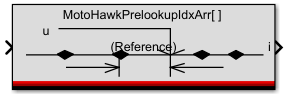 MotoHawkPrelookupIdxArr[ ]
u
(Reference)
i